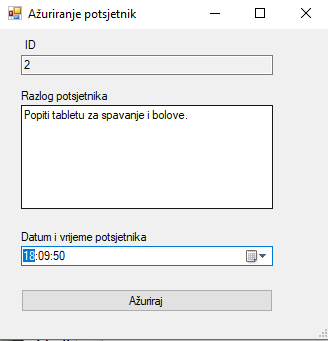 Ažuriranje potsjetnik
ID
2
Razlog potsjetnika
Popiti tabletu za spavanje i bolove.
Datum i vrijeme potsjetnika
18:09:50
Ažuriraj